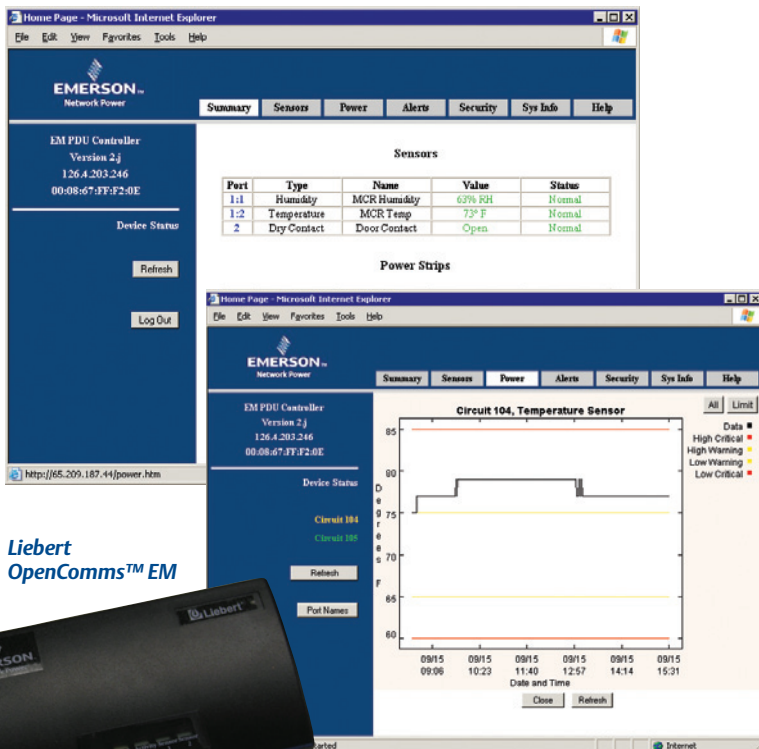 Home Page - Microsoft Internet Explorer
File Edit View Favorites Tools Help
EMERSON™
Network Power
Summary Sensors Power Alerts Security Sys Info Help
EM PDU Controller
Version 2.j
126.4.203.246
00:08:67:FF:F2:0E
Device Status
Refresh
Log Out
Sensors
Port Type Name Value Status
1:1 Humidity MCR Humidity 63% RH Normal
1:2 Temperature MCR Temp 73° F Normal
2 Dry Contact Door Contact Open Normal
Power Strips
http://65.209.187.44/power.htm
Home Page - Microsoft Internet Explorer
File Edit View Favorites Tools Help
EMERSON™
Network Power
Summary Sensors Power Alerts Security Sys Info Help
EM PDU Controller
Version 2.j
126.4.203.246
00:08:67:FF:F2:0E
Device Status
Circuit 104
Circuit 105
Refresh
Port Names
All Limit
Circuit 104, Temperature Sensor
Data
High Critical
High Warning
Low Warning
Low Critical
Degrees F
85
80
75
70
65
60
09/15 09/15 09/15 09/15 09/15 09/15
09:06 10:23 11:40 12:57 14:14 15:31
Date and Time
Close Refresh
Internet
Liebert
OpenComms™ EM
Liebert